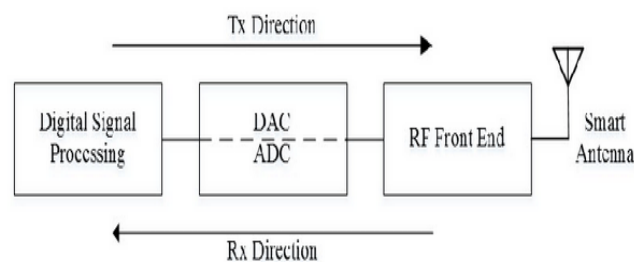 Tx Direction
Digital Signal
Processing
DAC
ADC
RF Front End
Smart
Antenna
Rx Direction